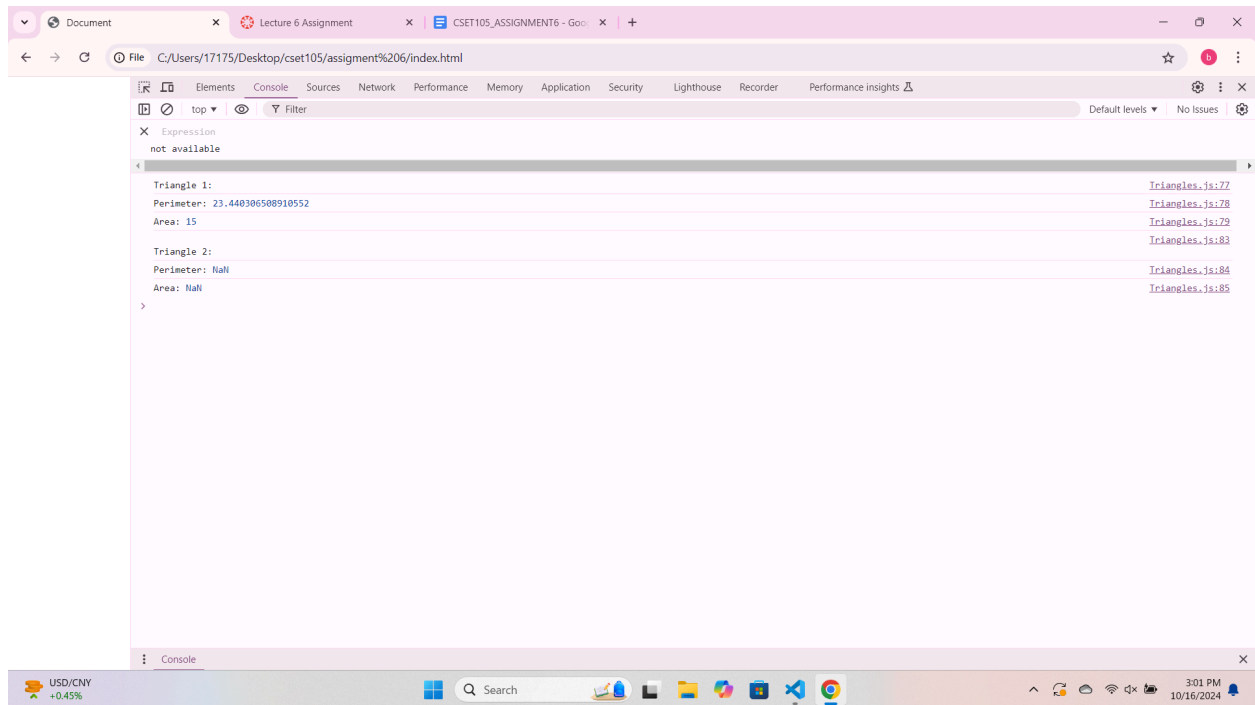 Document
Lecture 6 Assignment
CSET105_ASSIGNMENT6 - Goo
File C:/Users/17175/Desktop/cset105/assigment%206/index.html
b
Elements Console Sources Network Performance Memory Application Security Lighthouse Recorder Performance insights
top Filter Default levels No Issues
Expression
not available
Triangle 1: Triangles.js:77
Perimeter: 23.440306508910552 Triangles.js:78
Area: 15 Triangles.js:79
Triangles.js:83
Triangle 2:
Perimeter: NaN Triangles.js:84
Area: NaN Triangles.js:85
Console
USD/CNY
+0.45%
Search
3:01 PM
10/16/2024